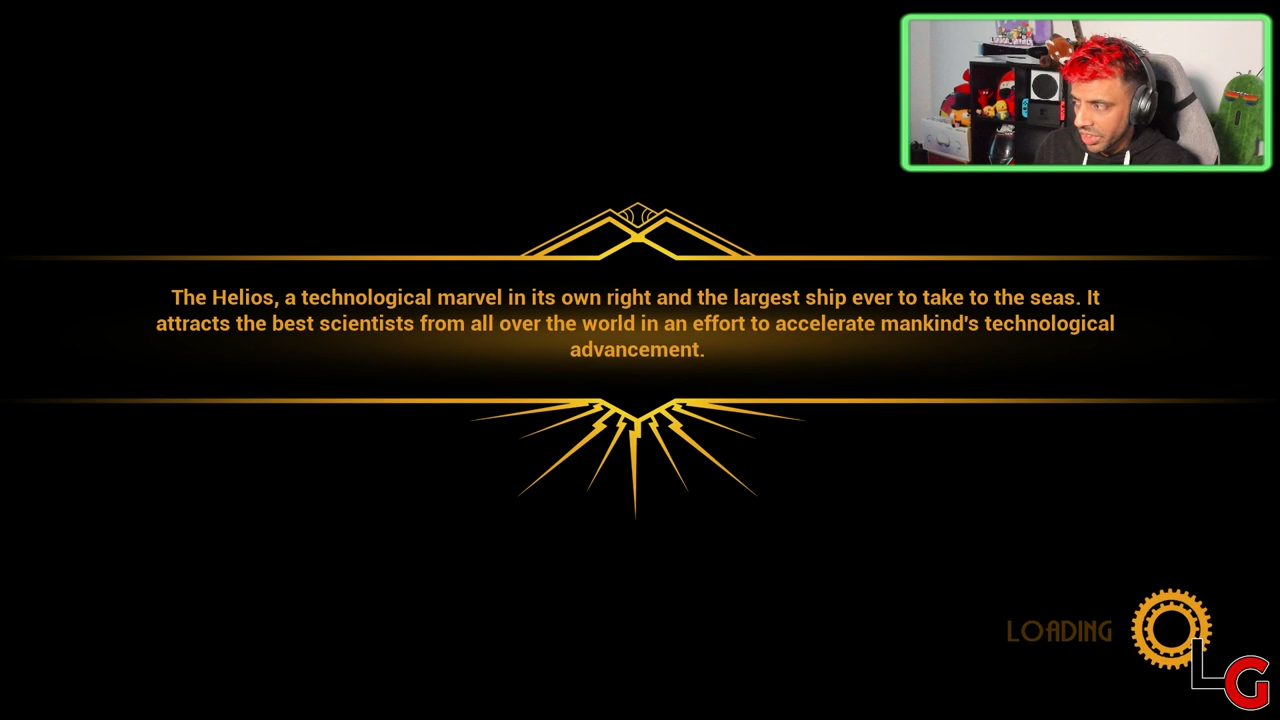 The Helios, a technological marvel in its own right and the largest ship ever to take to the seas. It
attracts the best scientists from all over the world in an effort to accelerate mankind's technological
advancement.
LOADING
LG